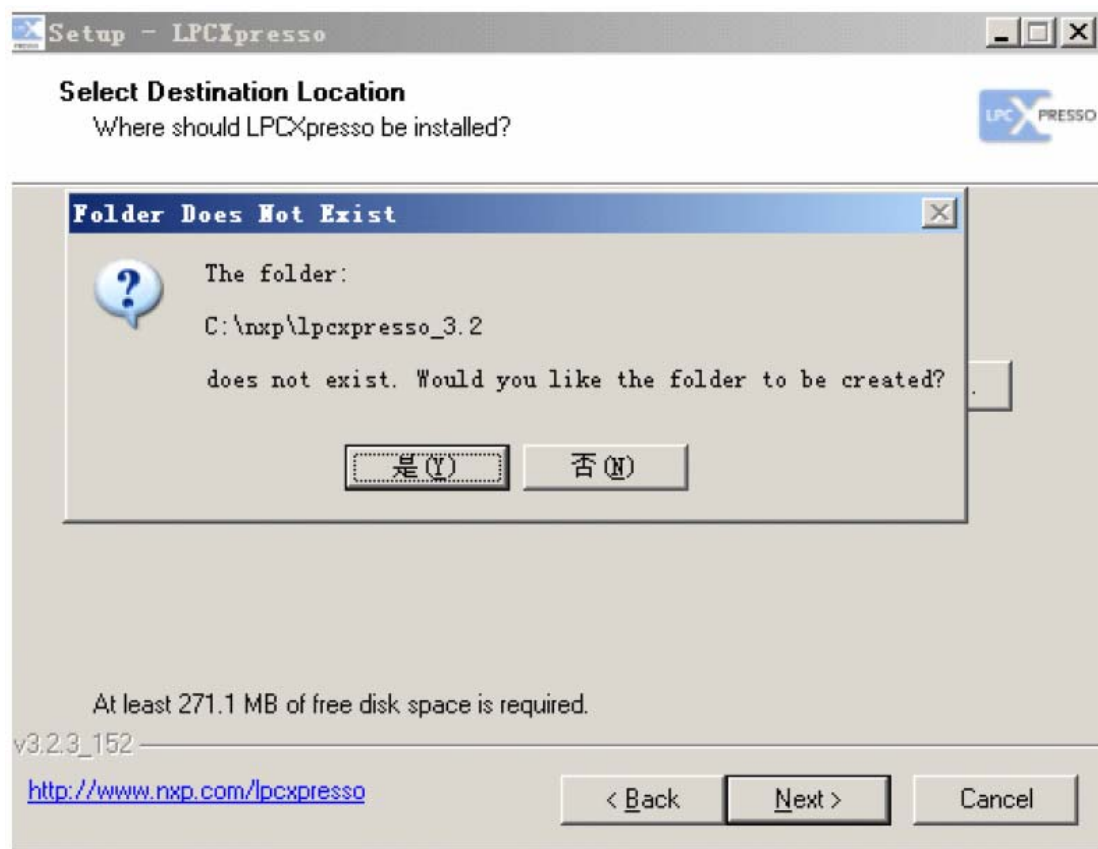 Setup - LPCXpresso
Select Destination Location
Where should LPCXpresso be installed?
LPC XPRESSO
Folder Does Not Exist
The folder:
C:\nxp\lpcxpresso_3.2
does not exist. Would you like the folder to be created?
是(Y) 否(N)
At least 271.1 MB of free disk space is required.
v3.2.3_152
http://www.nxp.com/lpcxpresso < Back Next > Cancel